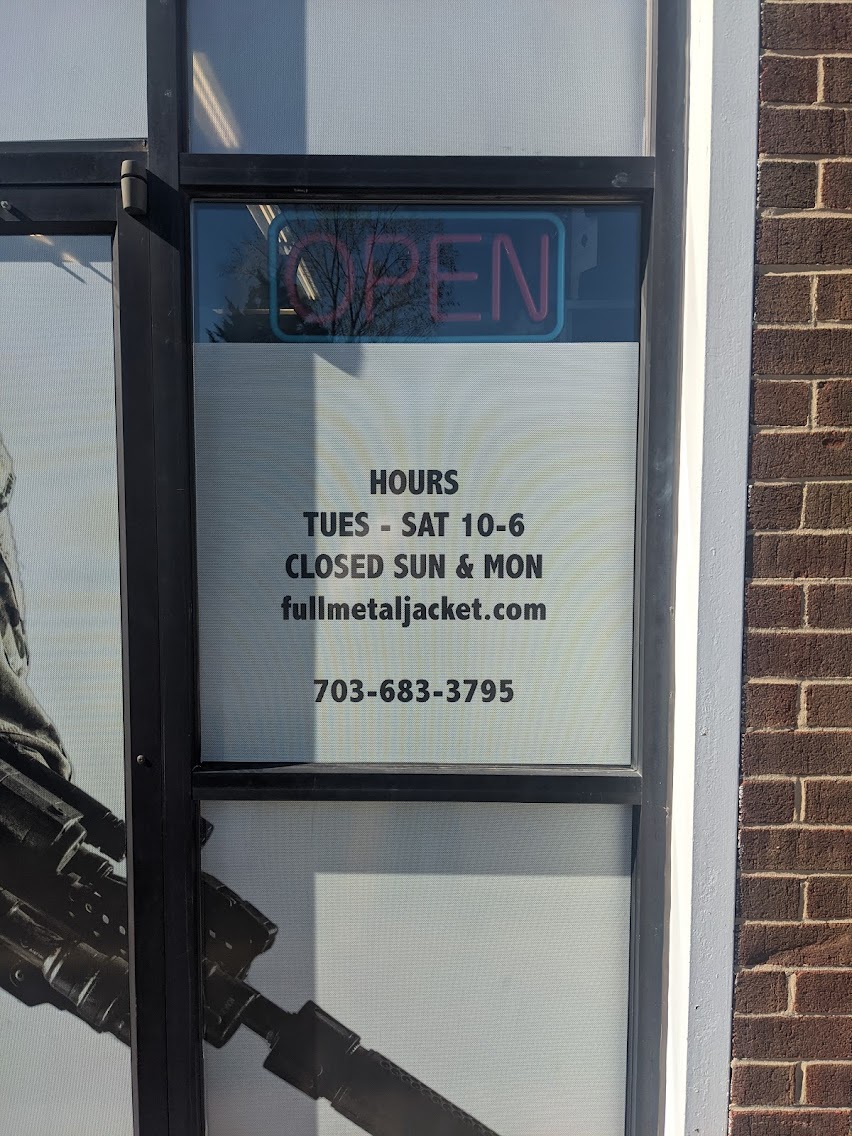 OPEN
HOURS
TUES - SAT 10-6
CLOSED SUN & MON
fullmetaljacket.com
703-683-3795